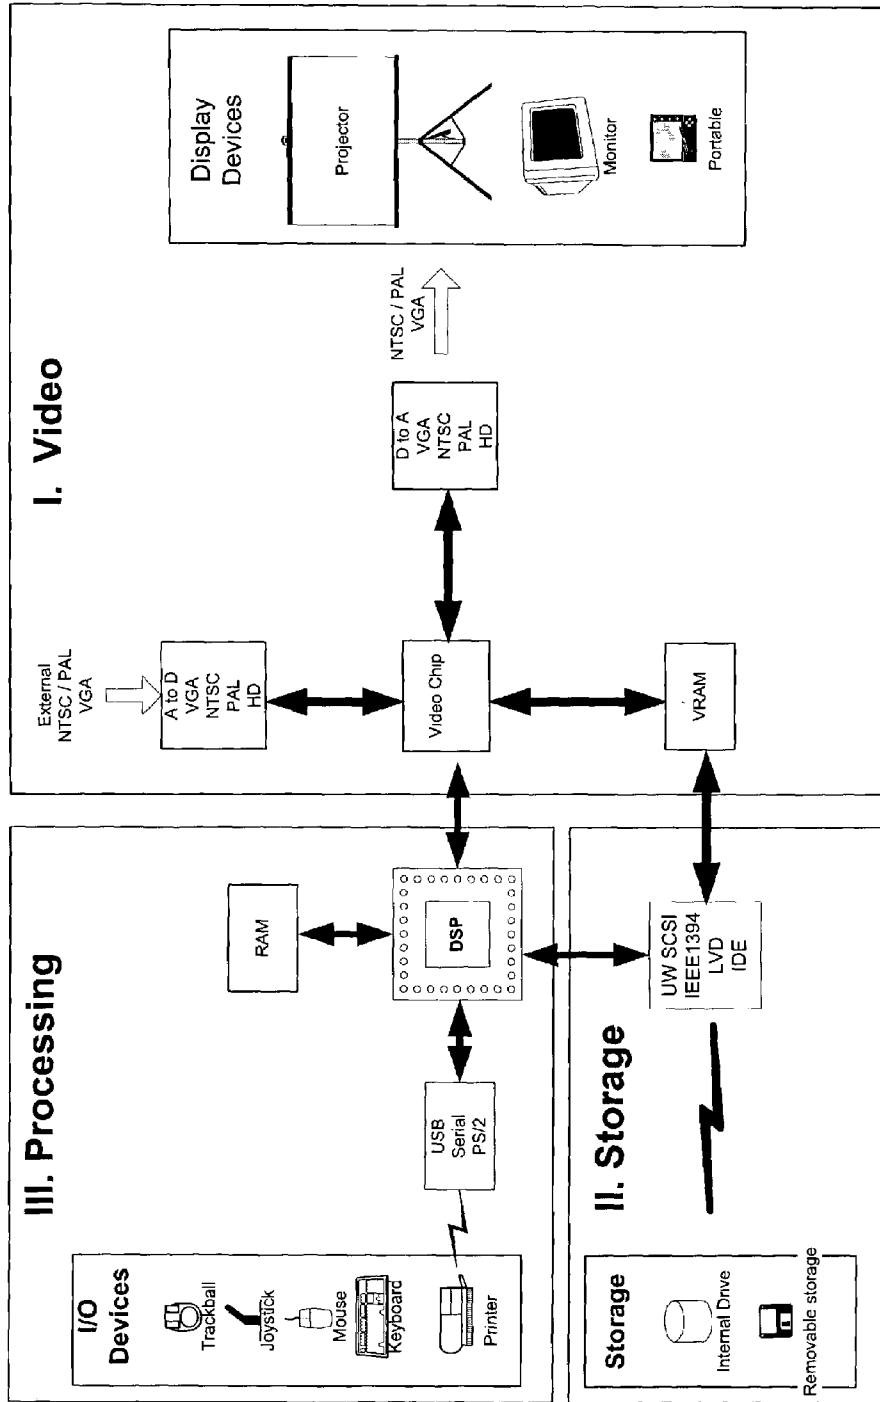 III. Processing
I/O
Devices
Trackball
Joystick
Mouse
Keyboard
Printer
USB
Serial
PS/2
RAM
DSP
II. Storage
Storage
Internal Drive
Removable storage
UW SCSI
IEEE1394
LVD
IDE
I. Video
External
NTSC / PAL
VGA
A to D
VGA
NTSC
PAL
HD
Video Chip
VRAM
D to A
VGA
NTSC
PAL
HD
NTSC / PAL
VGA
Display
Devices
Projector
Monitor
Portable